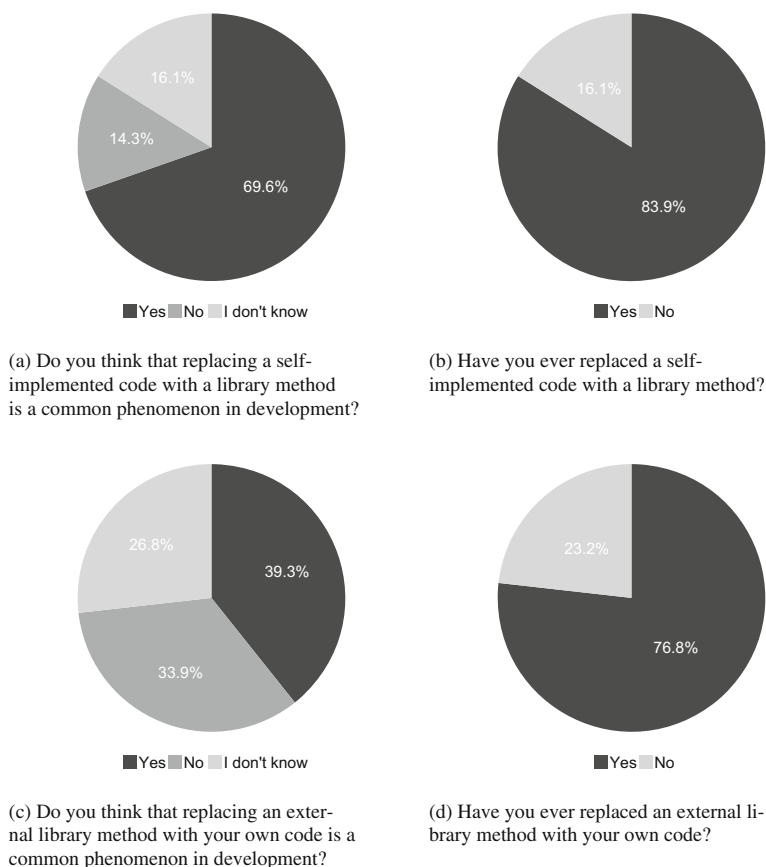 16.1%
14.3%
69.6%
Yes No I don't know
(a) Do you think that replacing a self-
implemented code with a library method
is a common phenomenon in development?
16.1%
83.9%
Yes No
(b) Have you ever replaced a self-
implemented code with a library method?
26.8%
39.3%
33.9%
Yes No I don't know
(c) Do you think that replacing an exter-
nal library method with your own code is a
common phenomenon in development?
23.2%
76.8%
Yes No
(d) Have you ever replaced an external li-
brary method with your own code?